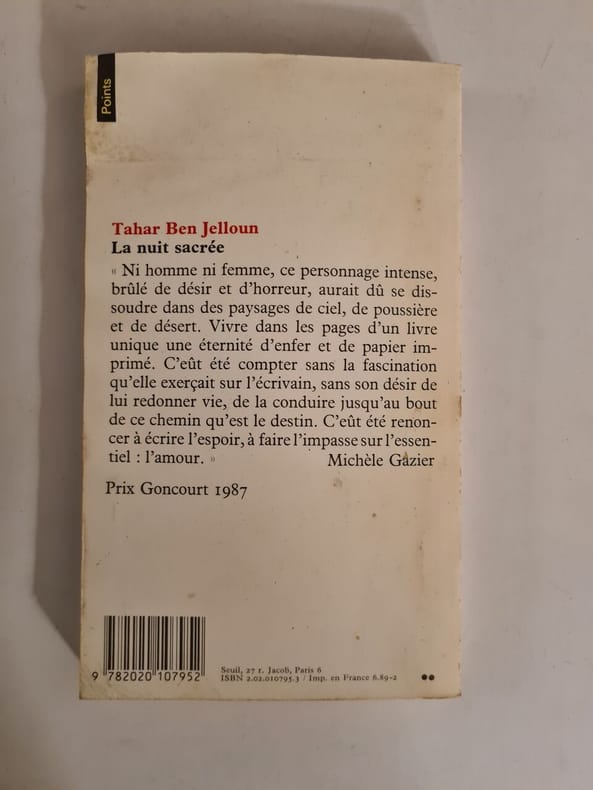 Points
Tahar Ben Jelloun
La nuit sacrée
« Ni homme ni femme, ce personnage intense,
brûlé de désir et d'horreur, aurait dû se dis-
soudre dans des paysages de ciel, de poussière
et de désert. Vivre dans les pages d'un livre
unique une éternité d'enfer et de papier im-
primé. C'eût été compter sans la fascination
qu'elle exerçait sur l'écrivain, sans son désir de
lui redonner vie, de la conduire jusqu'au bout
de ce chemin qu'est le destin. C'eût été renon-
cer à écrire l'espoir, à faire l'impasse sur l'essen-
tiel : l'amour. » Michèle Gazier
Prix Goncourt 1987
9 782020 107952
Seuil, 27 r. Jacob, Paris 6
ISBN 2.02.010795.3 / Imp. en France 6.89-2